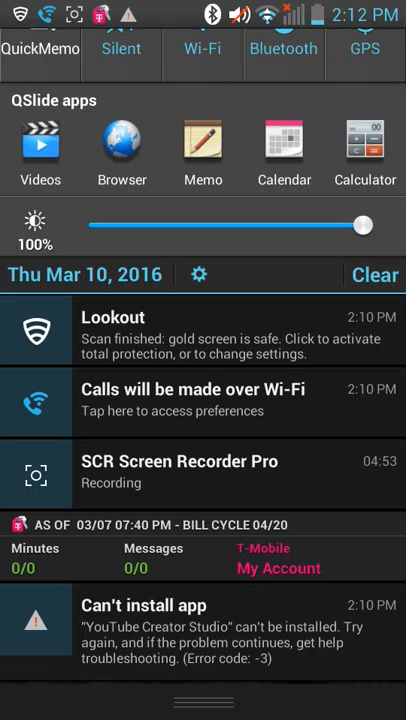 2:12 PM
QuickMemo Silent Wi-Fi Bluetooth GPS
QSlide apps
Videos Browser Memo Calendar Calculator
100%
Thu Mar 10, 2016 Clear
Lookout 2:10 PM
Scan finished: gold screen is safe. Click to activate
total protection, or to change settings.
Calls will be made over Wi-Fi 2:10 PM
Tap here to access preferences
SCR Screen Recorder Pro 04:53
Recording
AS OF 03/07 07:40 PM - BILL CYCLE 04/20
Minutes Messages T-Mobile
0/0 0/0 My Account
Can't install app 2:10 PM
"YouTube Creator Studio" can't be installed. Try
again, and if the problem continues, get help
troubleshooting. (Error code: -3)